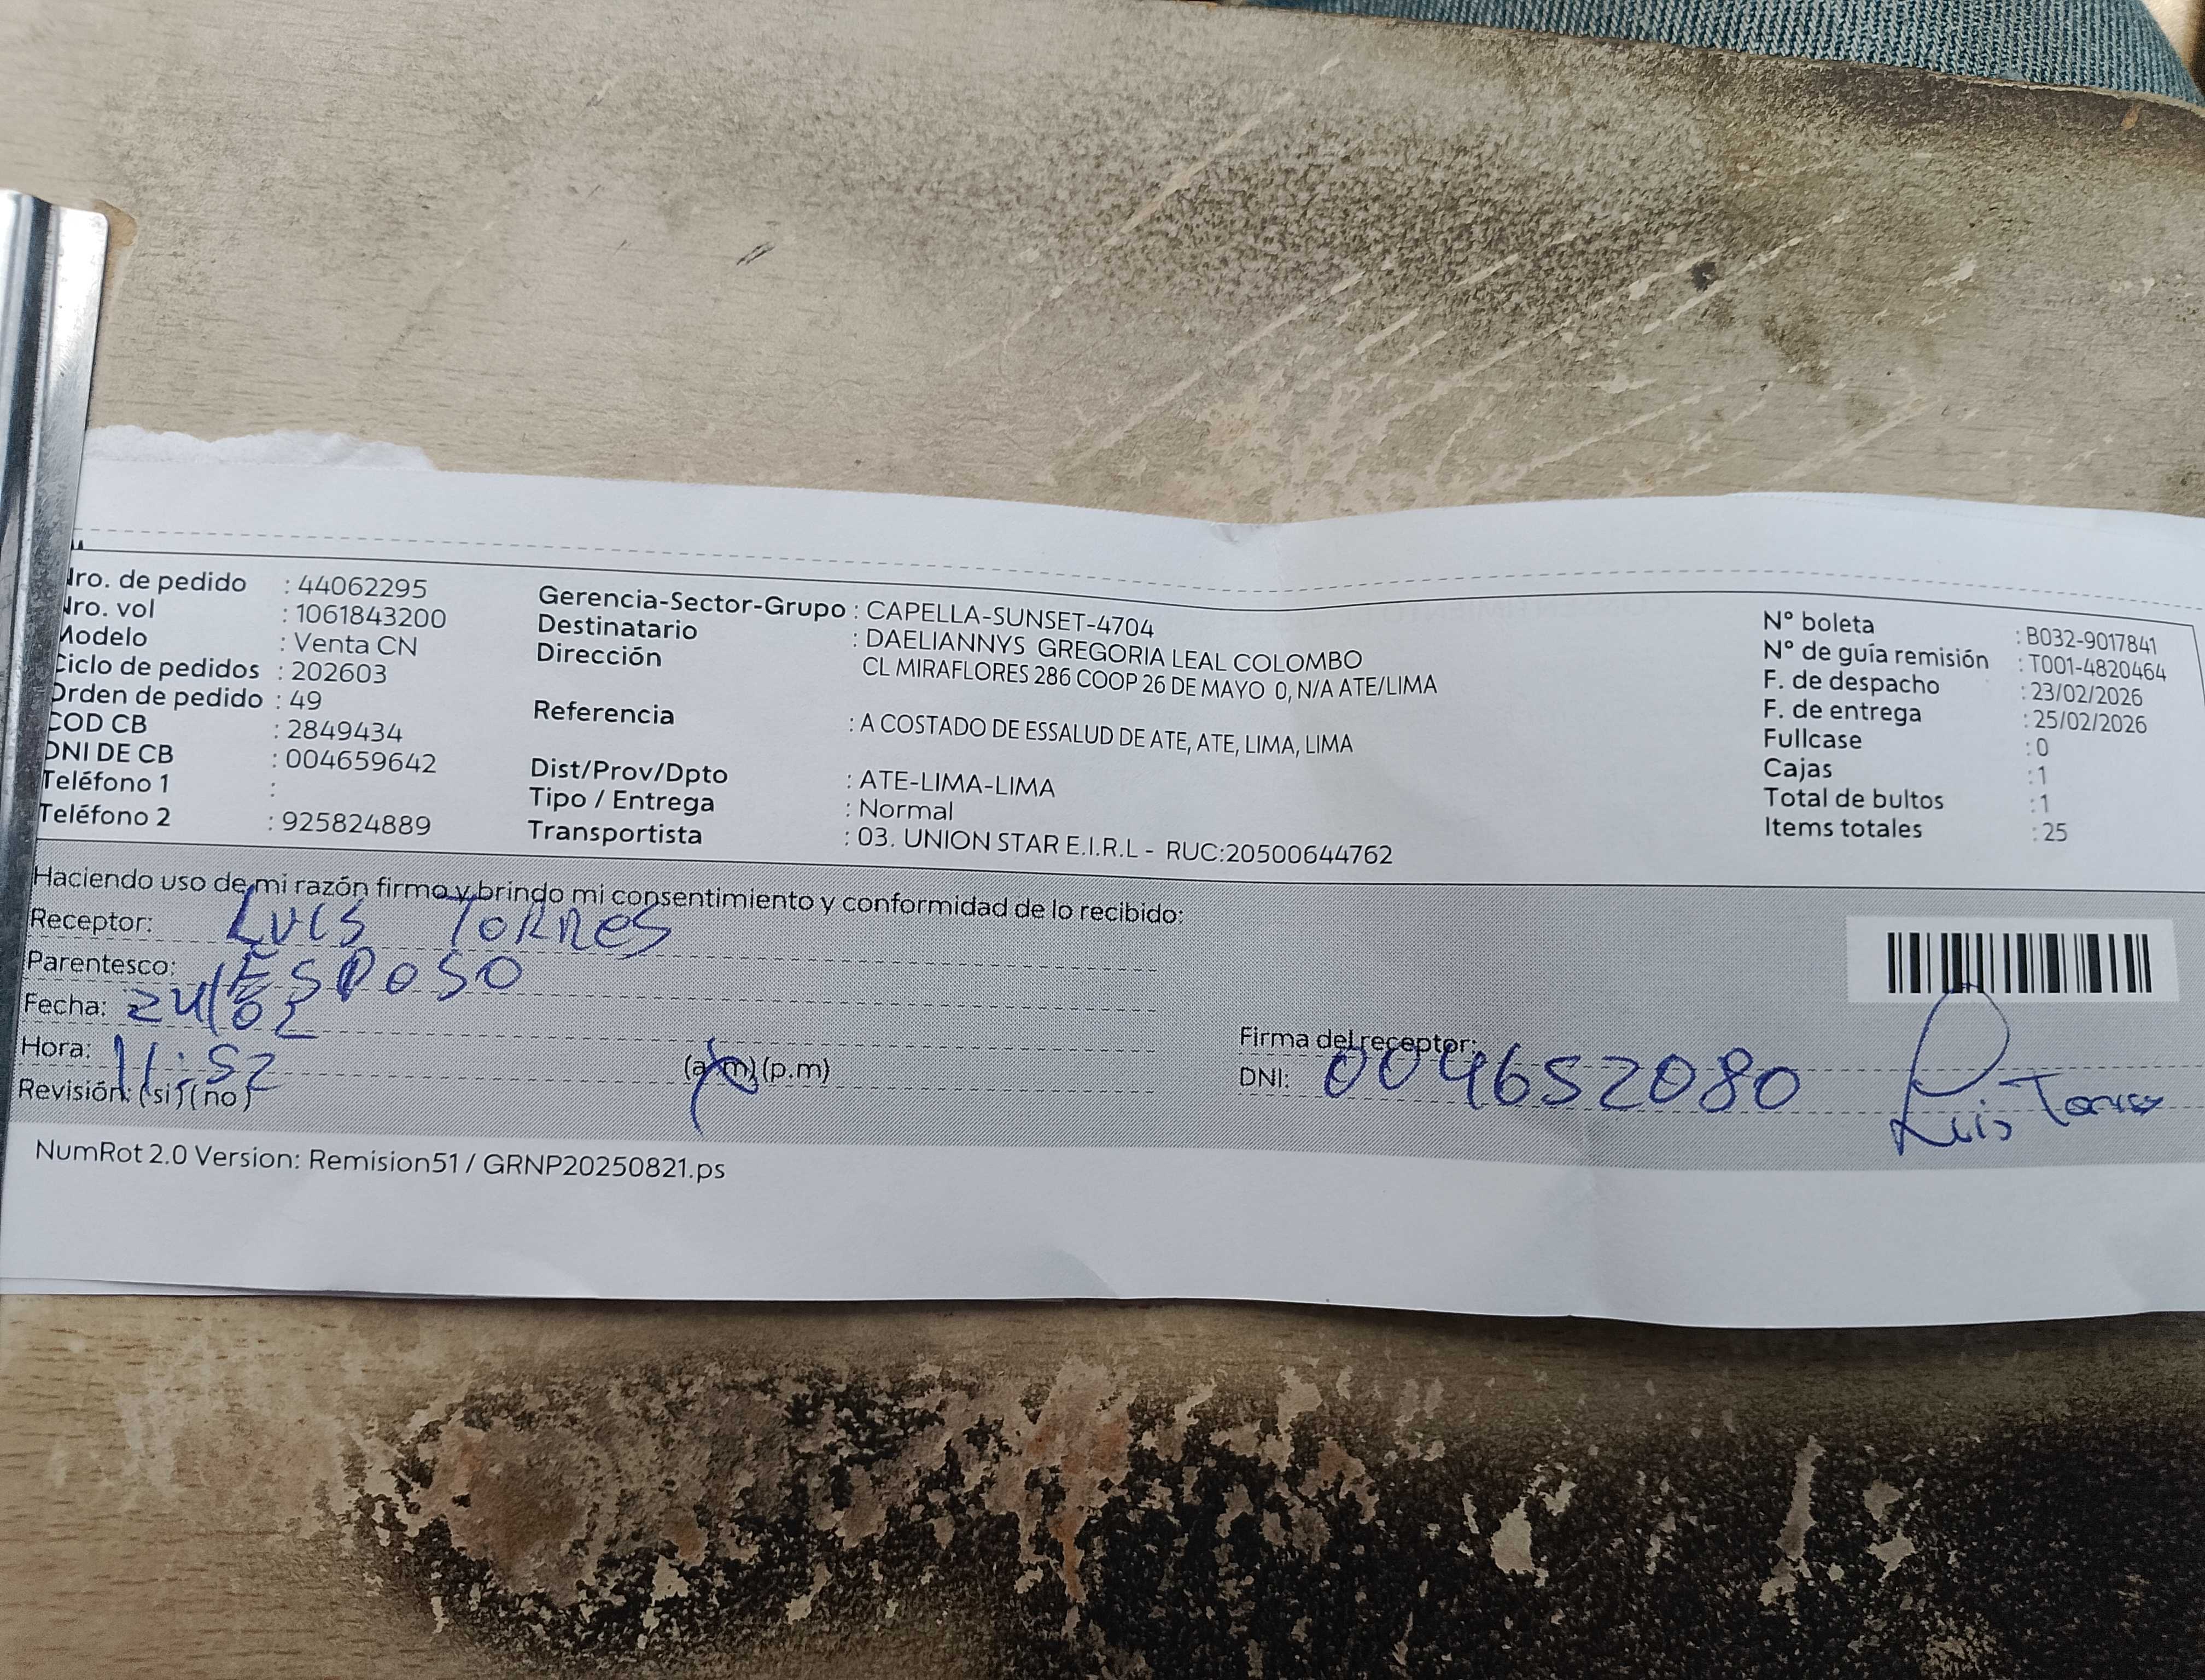 Nro. de pedido : 44062295
Nro. vol : 1061843200
Modelo : Venta CN
Ciclo de pedidos : 202603
Orden de pedido : 49
COD CB : 2849434
DNI DE CB : 004659642
Teléfono 1 :
Teléfono 2 : 925824889
Gerencia-Sector-Grupo : CAPELLA-SUNSET-4704
Destinatario : DAELIANNYS GREGORIA LEAL COLOMBO
Dirección CL MIRAFLORES 286 COOP 26 DE MAYO 0, N/A ATE/LIMA
Referencia : A COSTADO DE ESSALUD DE ATE, ATE, LIMA, LIMA
Dist/Prov/Dpto : ATE-LIMA-LIMA
Tipo / Entrega : Normal
Transportista : 03. UNION STAR E.I.R.L - RUC:20500644762
N° boleta : B032-9017841
N° de guía remisión : T001-4820464
F. de despacho : 23/02/2026
F. de entrega : 25/02/2026
Fullcase : 0
Cajas : 1
Total de bultos : 1
Items totales : 25
Haciendo uso de mi razón firmo y brindo mi consentimiento y conformidad de lo recibido:
Receptor: Luis Torres
Parentesco: Esposo
Fecha: 24/02
Hora: 11:52 (a.m) (p.m)
Revisión: (si) (no)
Firma del receptor:
DNI: 004652080
Luis Torres
NumRot 2.0 Version: Remision51 / GRNP20250821.ps